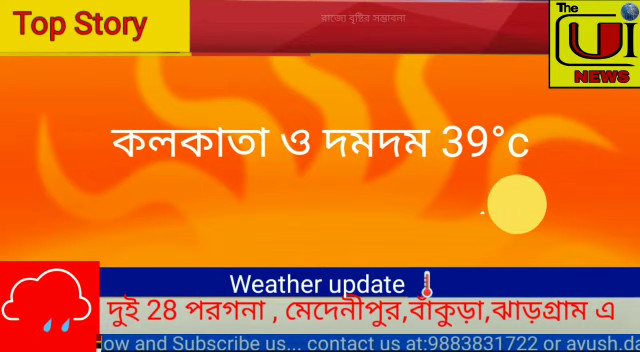 Top Story
রাজ্যে বৃষ্টির সম্ভাবনা
The
Ui
NEWS
কলকাতা ও দমদম 39°c
Weather update
দুই 28 পরগনা , মেদেনীপুর,বাঁকুড়া,ঝাড়গ্রাম এ
ow and Subscribe us... contact us at:9883831722 or ayush.da